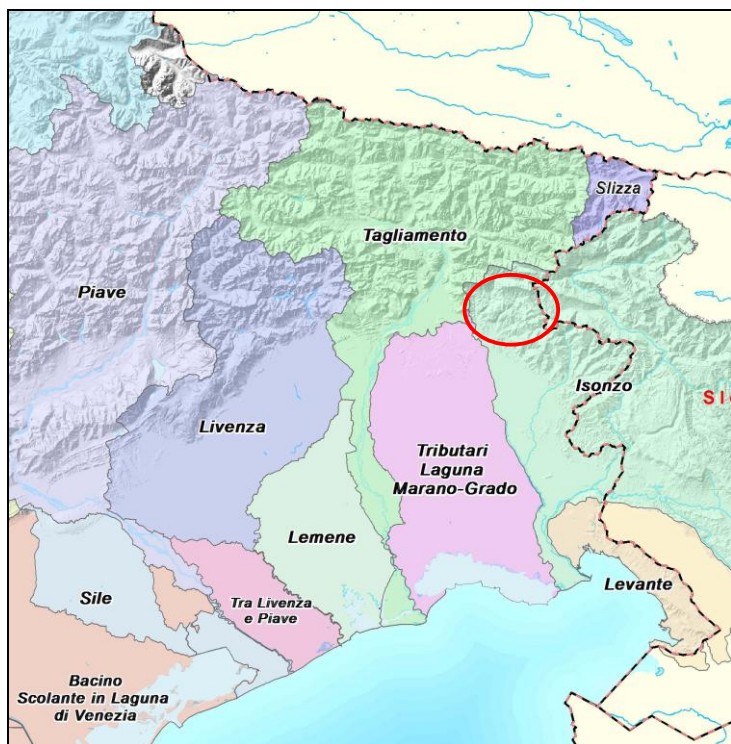 Slizza
Tagliamento
Piave
Isonzo
Livenza
Tributari
Laguna
Marano-Grado
Lemene
Levante
Sile
Tra Livenza
e Piave
Bacino
Scolante in Laguna
di Venezia